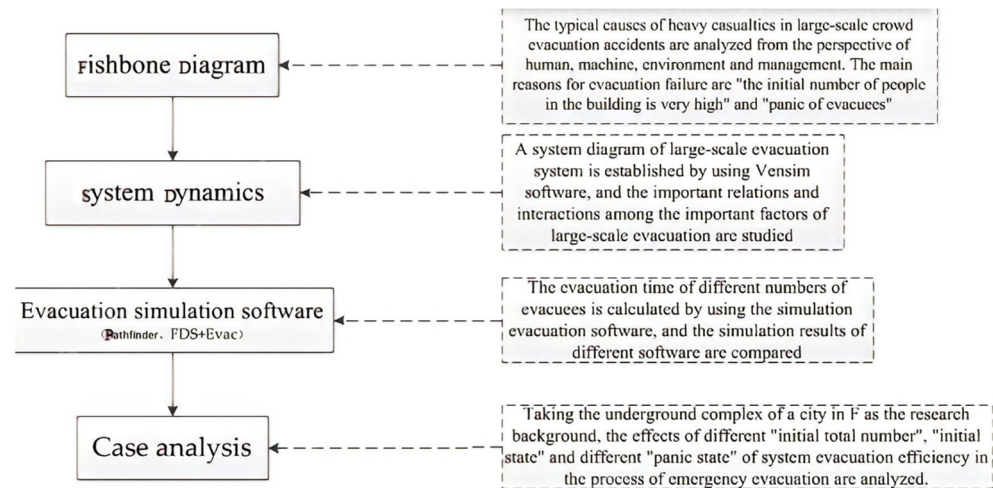 Fishbone Diagram
The typical causes of heavy casualties in large-scale crowd
evacuation accidents are analyzed from the perspective of
human, machine, environment and management. The main
reasons for evacuation failure are "the initial number of people
in the building is very high" and "panic of evacuees"
System Dynamics
A system diagram of large-scale evacuation
system is established by using Vensim
software, and the important relations and
interactions among the important factors of
large-scale evacuation are studied
Evacuation simulation software
(Pathfinder、FDS+Evac)
The evacuation time of different numbers of
evacuees is calculated by using the simulation
evacuation software, and the simulation results of
different software are compared
Case analysis
Taking the underground complex of a city in F as the research
background, the effects of different "initial total number", "initial
state" and different "panic state" of system evacuation efficiency in
the process of emergency evacuation are analyzed.